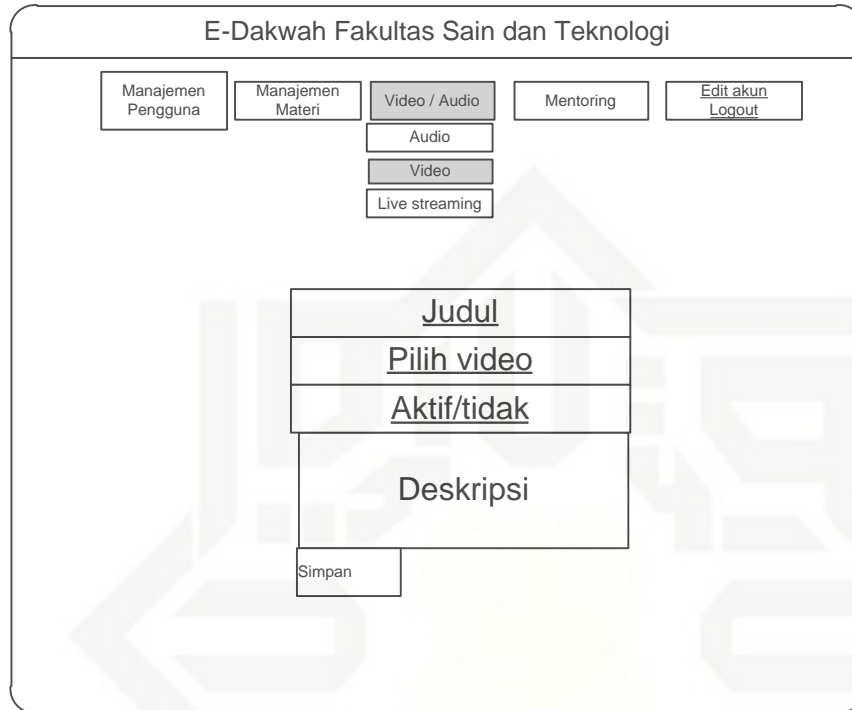 E-Dakwah Fakultas Sain dan Teknologi
Manajemen
Pengguna
Manajemen
Materi
Video / Audio
Mentoring
Edit akun
Logout
Audio
Video
Live streaming
Judul
Pilih video
Aktif/tidak
Deskripsi
Simpan